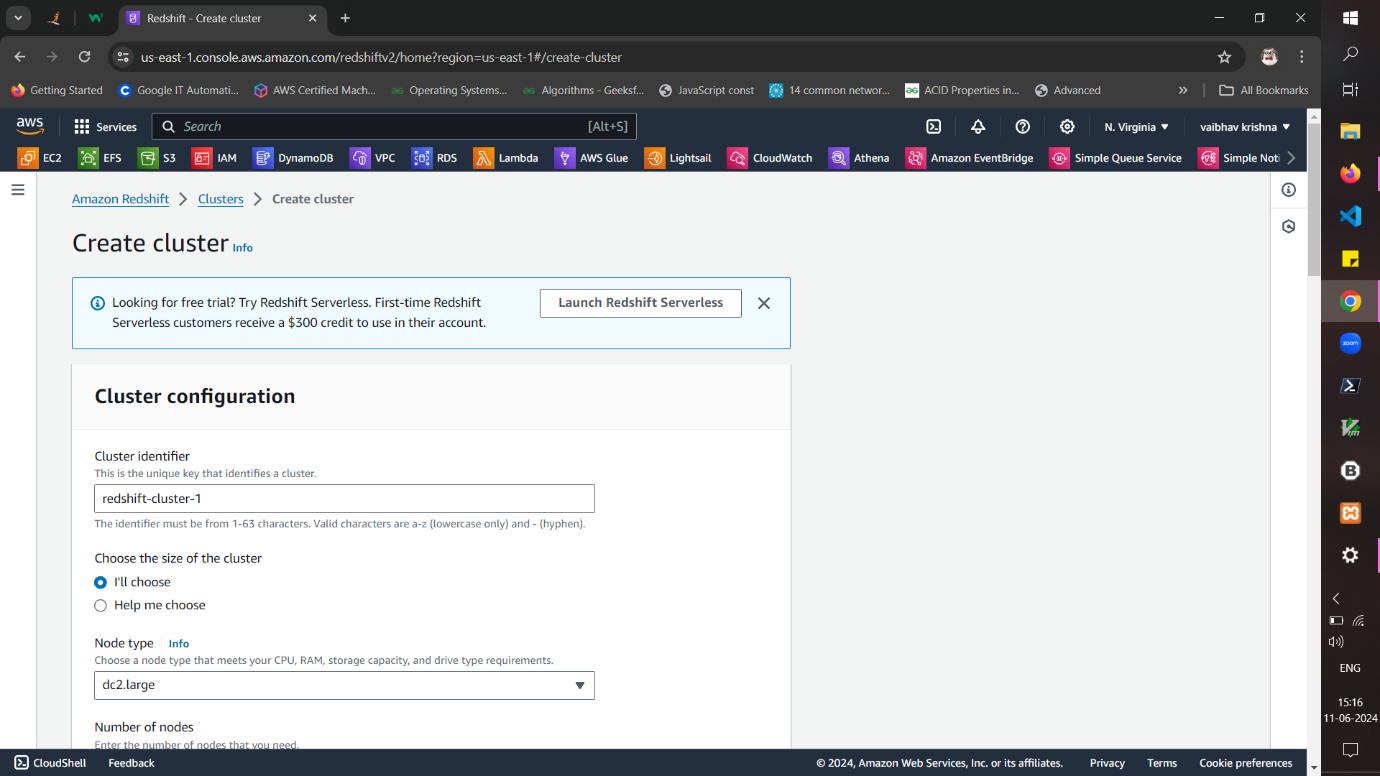 Redshift - Create cluster
us-east-1.console.aws.amazon.com/redshiftv2/home?region=us-east-1#/create-cluster
Getting Started Google IT Automati... AWS Certified Mach... Operating Systems... Algorithms - Geeksf... JavaScript const 14 common networ... ACID Properties in... Advanced » All Bookmarks
aws Services Search [Alt+S] N. Virginia vaibhav krishna
EC2 EFS S3 IAM DynamoDB VPC RDS Lambda AWS Glue Lightsail CloudWatch Athena Amazon EventBridge Simple Queue Service Simple Noti
Amazon Redshift Clusters Create cluster
Create cluster Info
Looking for free trial? Try Redshift Serverless. First-time Redshift
Serverless customers receive a $300 credit to use in their account.
Launch Redshift Serverless
Cluster configuration
Cluster identifier
This is the unique key that identifies a cluster.
redshift-cluster-1
The identifier must be from 1-63 characters. Valid characters are a-z (lowercase only) and - (hyphen).
Choose the size of the cluster
I'll choose
Help me choose
Node type Info
Choose a node type that meets your CPU, RAM, storage capacity, and drive type requirements.
dc2.large
Number of nodes
Enter the number of nodes that you need.
CloudShell Feedback © 2024, Amazon Web Services, Inc. or its affiliates. Privacy Terms Cookie preferences
zoom
ENG
15:16
11-06-2024